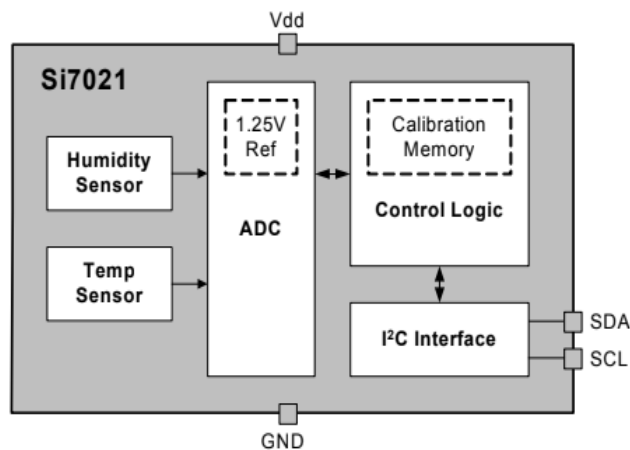 Vdd
Si7021
1.25V
Ref
Calibration
Memory
Humidity
Sensor
ADC
Control Logic
Temp
Sensor
I²C Interface
SDA
SCL
GND